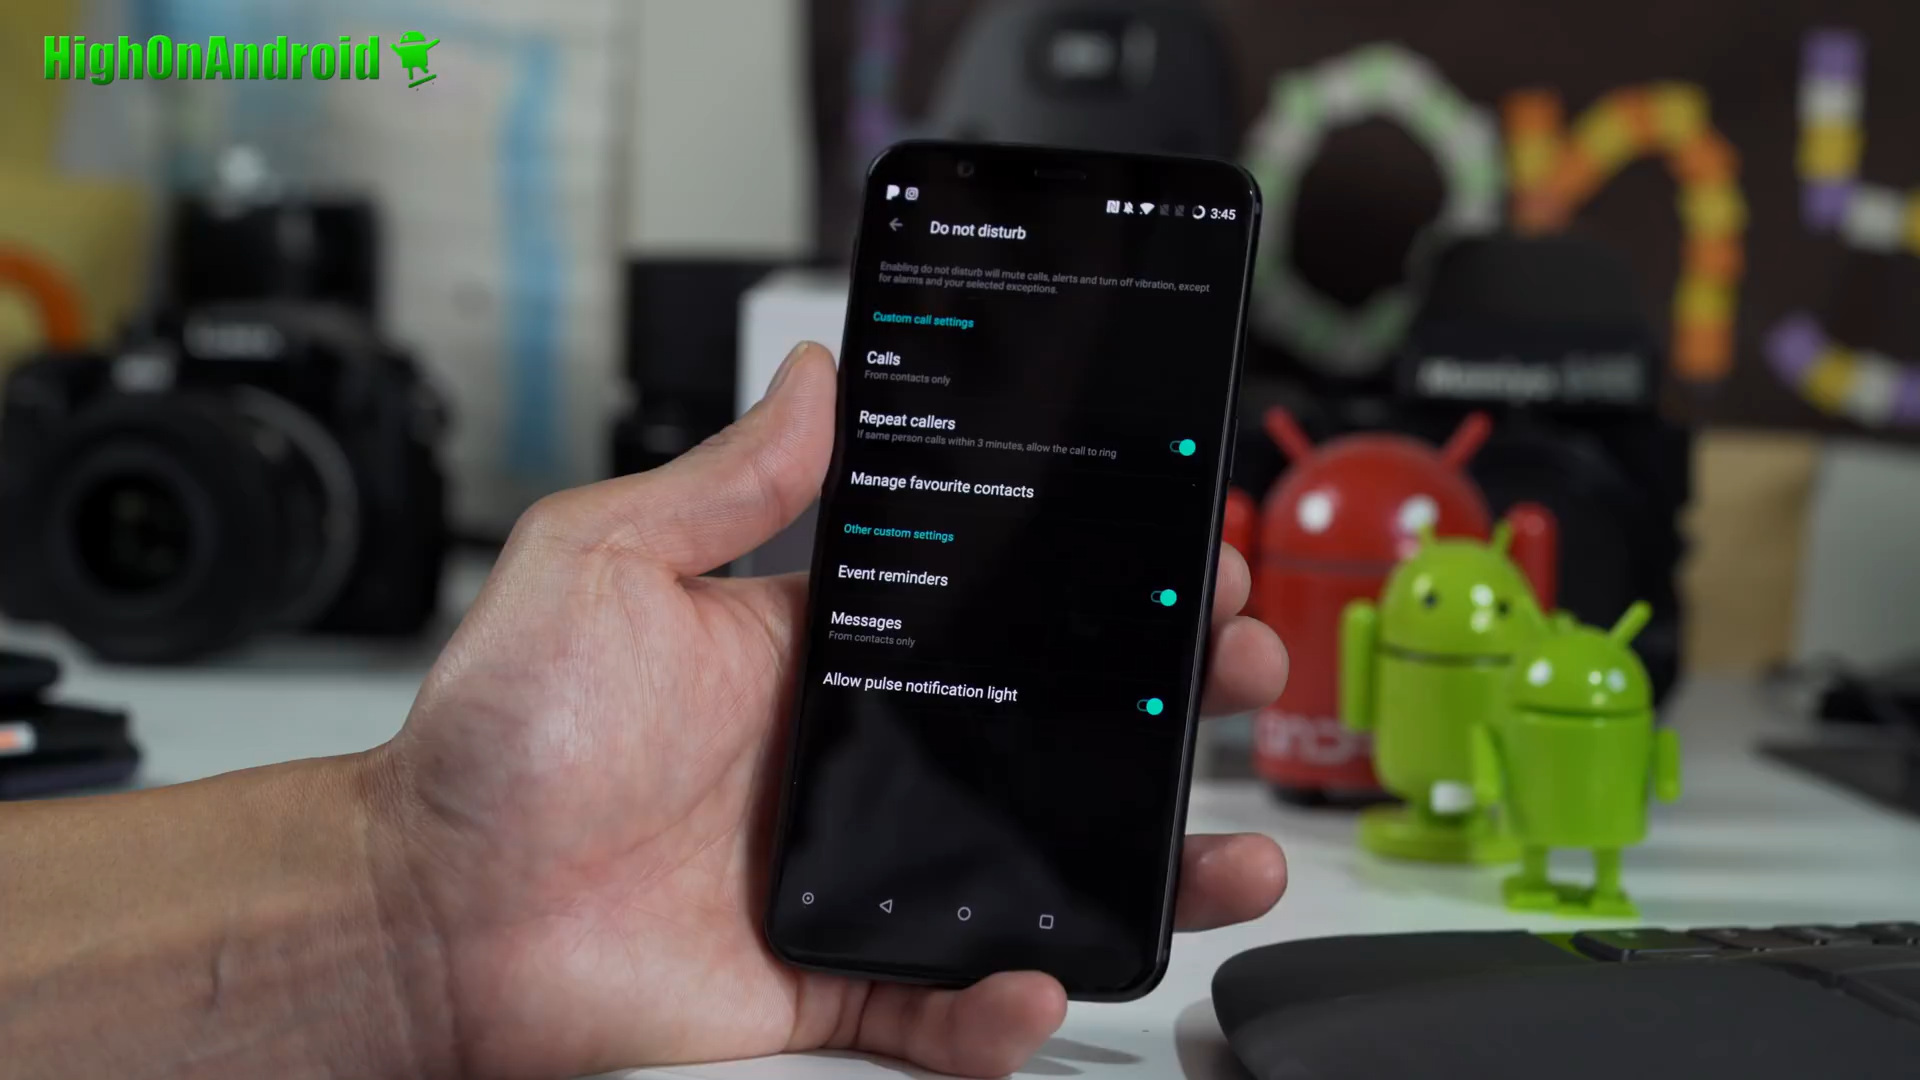 HighOnAndroid
3:45
Do not disturb
Enabling do not disturb will mute calls, alerts and turn off vibration, except
for alarms and your selected exceptions.
Custom call settings
Calls
From contacts only
Repeat callers
If same person calls within 3 minutes, allow the call to ring
Manage favourite contacts
Other custom settings
Event reminders
Messages
From contacts only
Allow pulse notification light